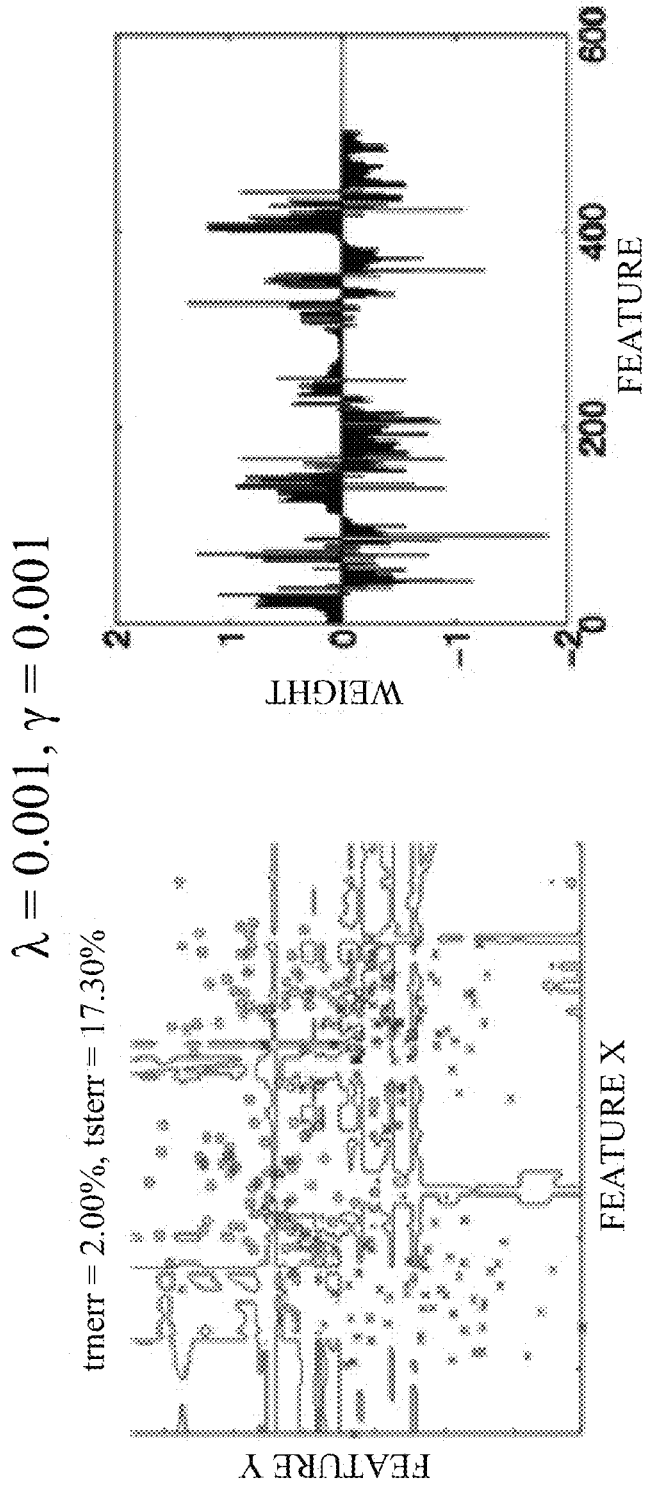 λ = 0.001, γ = 0.001
trnerr = 2.00%, tsterr = 17.30%
FEATURE Y
FEATURE X
WEIGHT
2
1
0
−1
−2
0
200
400
600
FEATURE